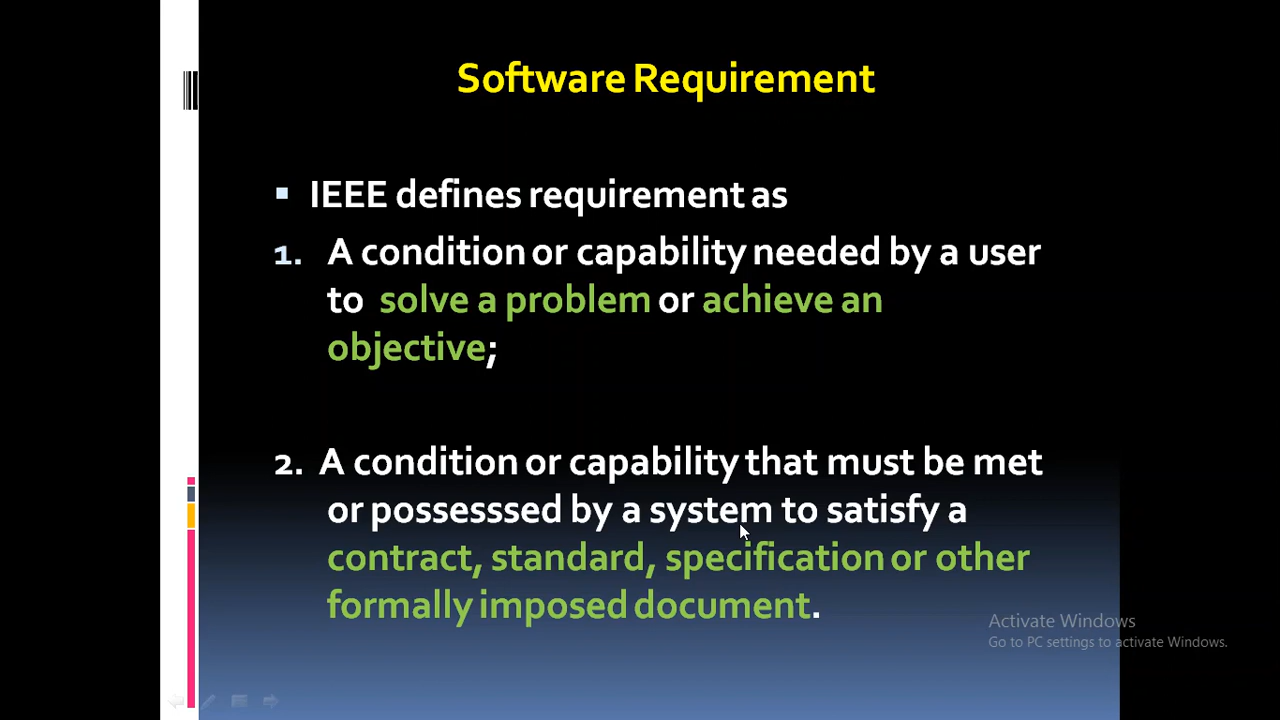 Software Requirement
▪ IEEE defines requirement as
1. A condition or capability needed by a user
to solve a problem or achieve an
objective;
2. A condition or capability that must be met
or possesssed by a system to satisfy a
contract, standard, specification or other
formally imposed document.
Activate Windows
Go to PC settings to activate Windows.